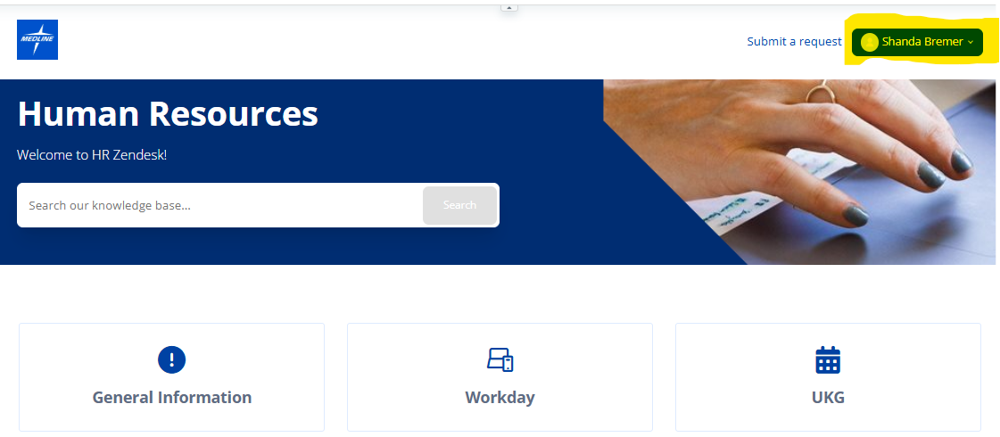 MEDLINE
Submit a request
Shanda Bremer
Human Resources
Welcome to HR Zendesk!
Search our knowledge base...
Search
General Information
Workday
UKG